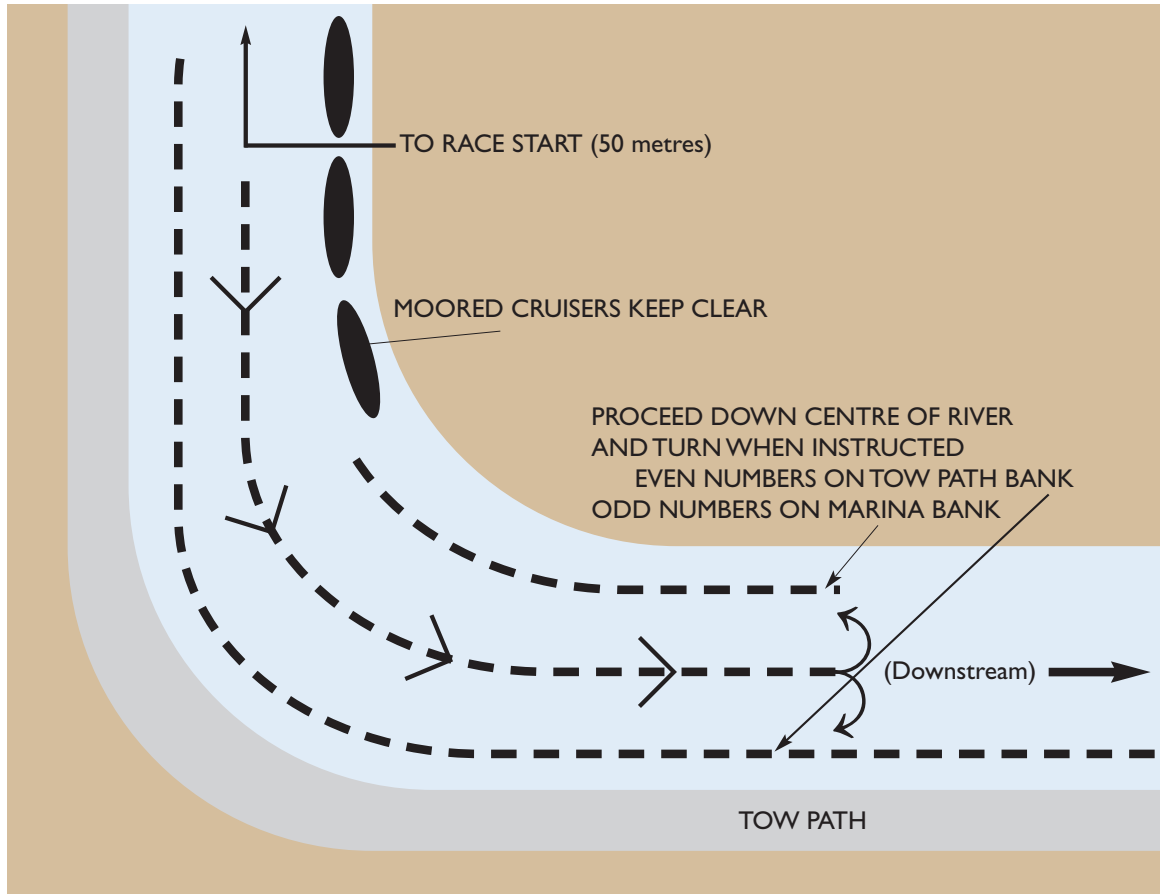 TO RACE START (50 metres)
MOORED CRUISERS KEEP CLEAR
PROCEED DOWN CENTRE OF RIVER
AND TURN WHEN INSTRUCTED
EVEN NUMBERS ON TOW PATH BANK
ODD NUMBERS ON MARINA BANK
(Downstream)
TOW PATH